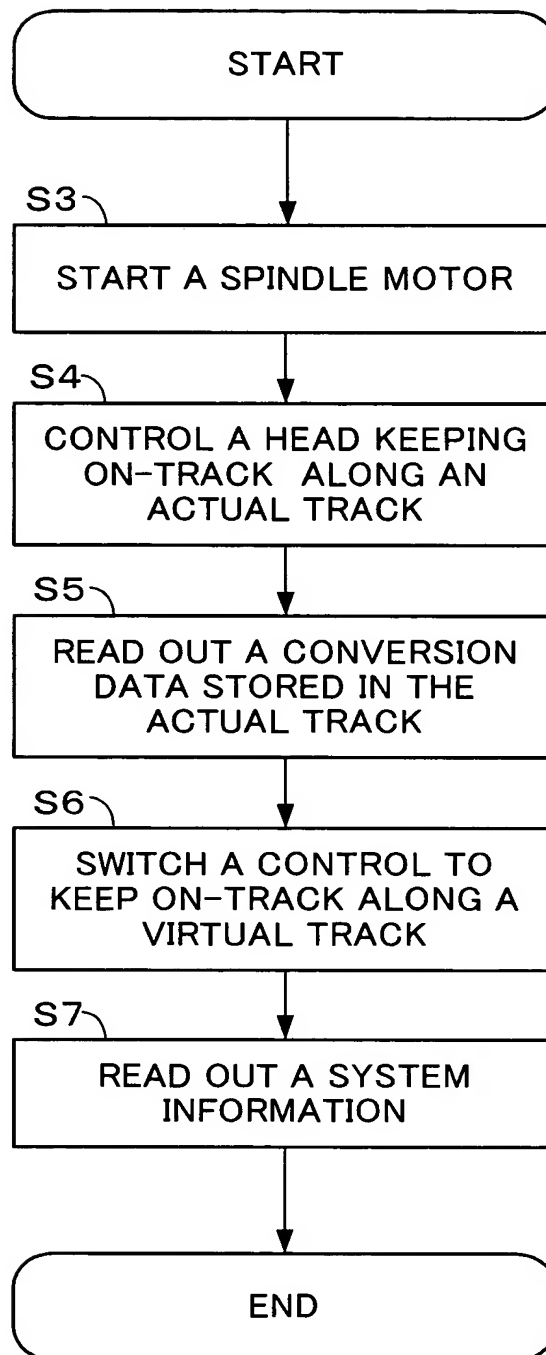 START
S3
START A SPINDLE MOTOR
S4
CONTROL A HEAD KEEPING
ON-TRACK ALONG AN
ACTUAL TRACK
S5
READ OUT A CONVERSION
DATA STORED IN THE
ACTUAL TRACK
S6
SWITCH A CONTROL TO
KEEP ON-TRACK ALONG A
VIRTUAL TRACK
S7
READ OUT A SYSTEM
INFORMATION
END